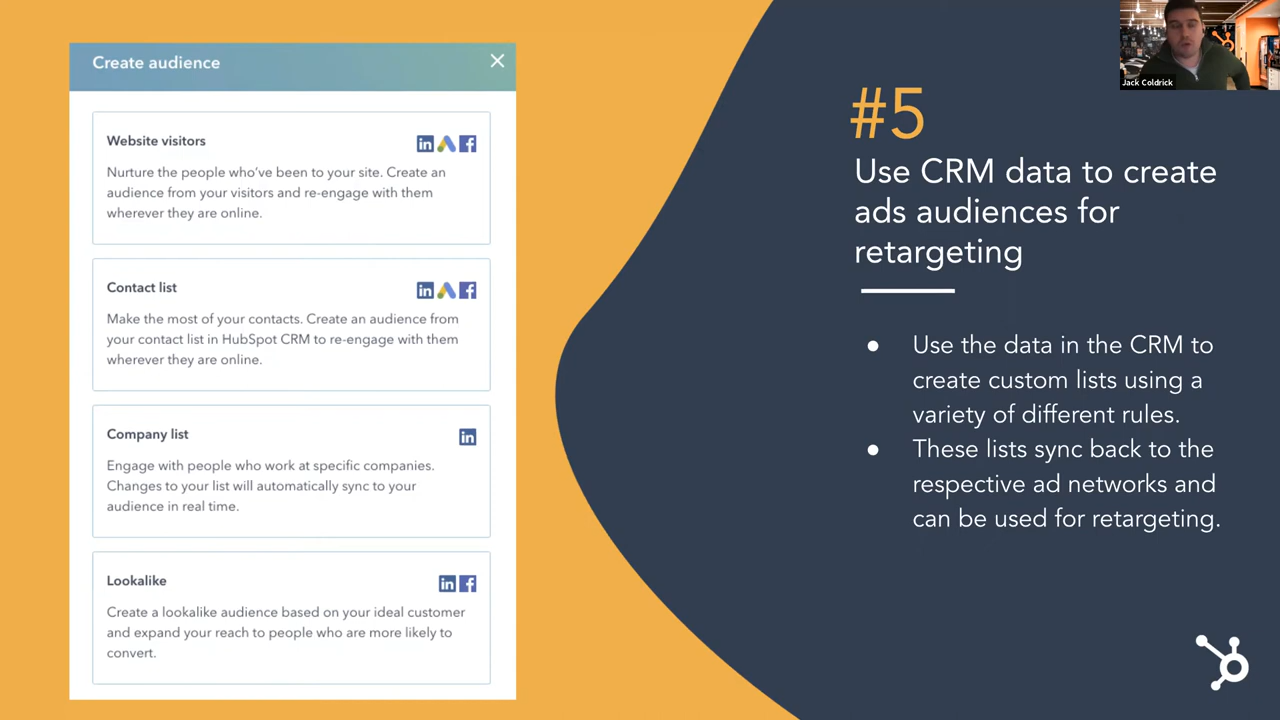 Create audience
Website visitors
Nurture the people who’ve been to your site. Create an
audience from your visitors and re-engage with them
wherever they are online.
Contact list
Make the most of your contacts. Create an audience from
your contact list in HubSpot CRM to re-engage with them
wherever they are online.
Company list
Engage with people who work at specific companies.
Changes to your list will automatically sync to your
audience in real time.
Lookalike
Create a lookalike audience based on your ideal customer
and expand your reach to people who are more likely to
convert.
#5
Use CRM data to create
ads audiences for
retargeting
● Use the data in the CRM to
create custom lists using a
variety of different rules.
● These lists sync back to the
respective ad networks and
can be used for retargeting.
Jack Coldrick